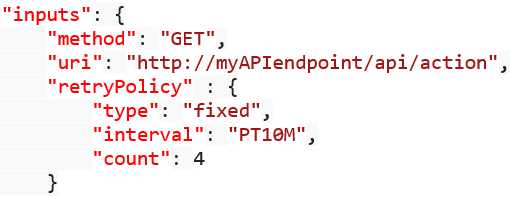 "inputs": {
    "method": "GET",
    "uri": "http://myAPIendpoint/api/action",
    "retryPolicy" : {
        "type": "fixed",
        "interval": "PT10M",
        "count": 4
    }